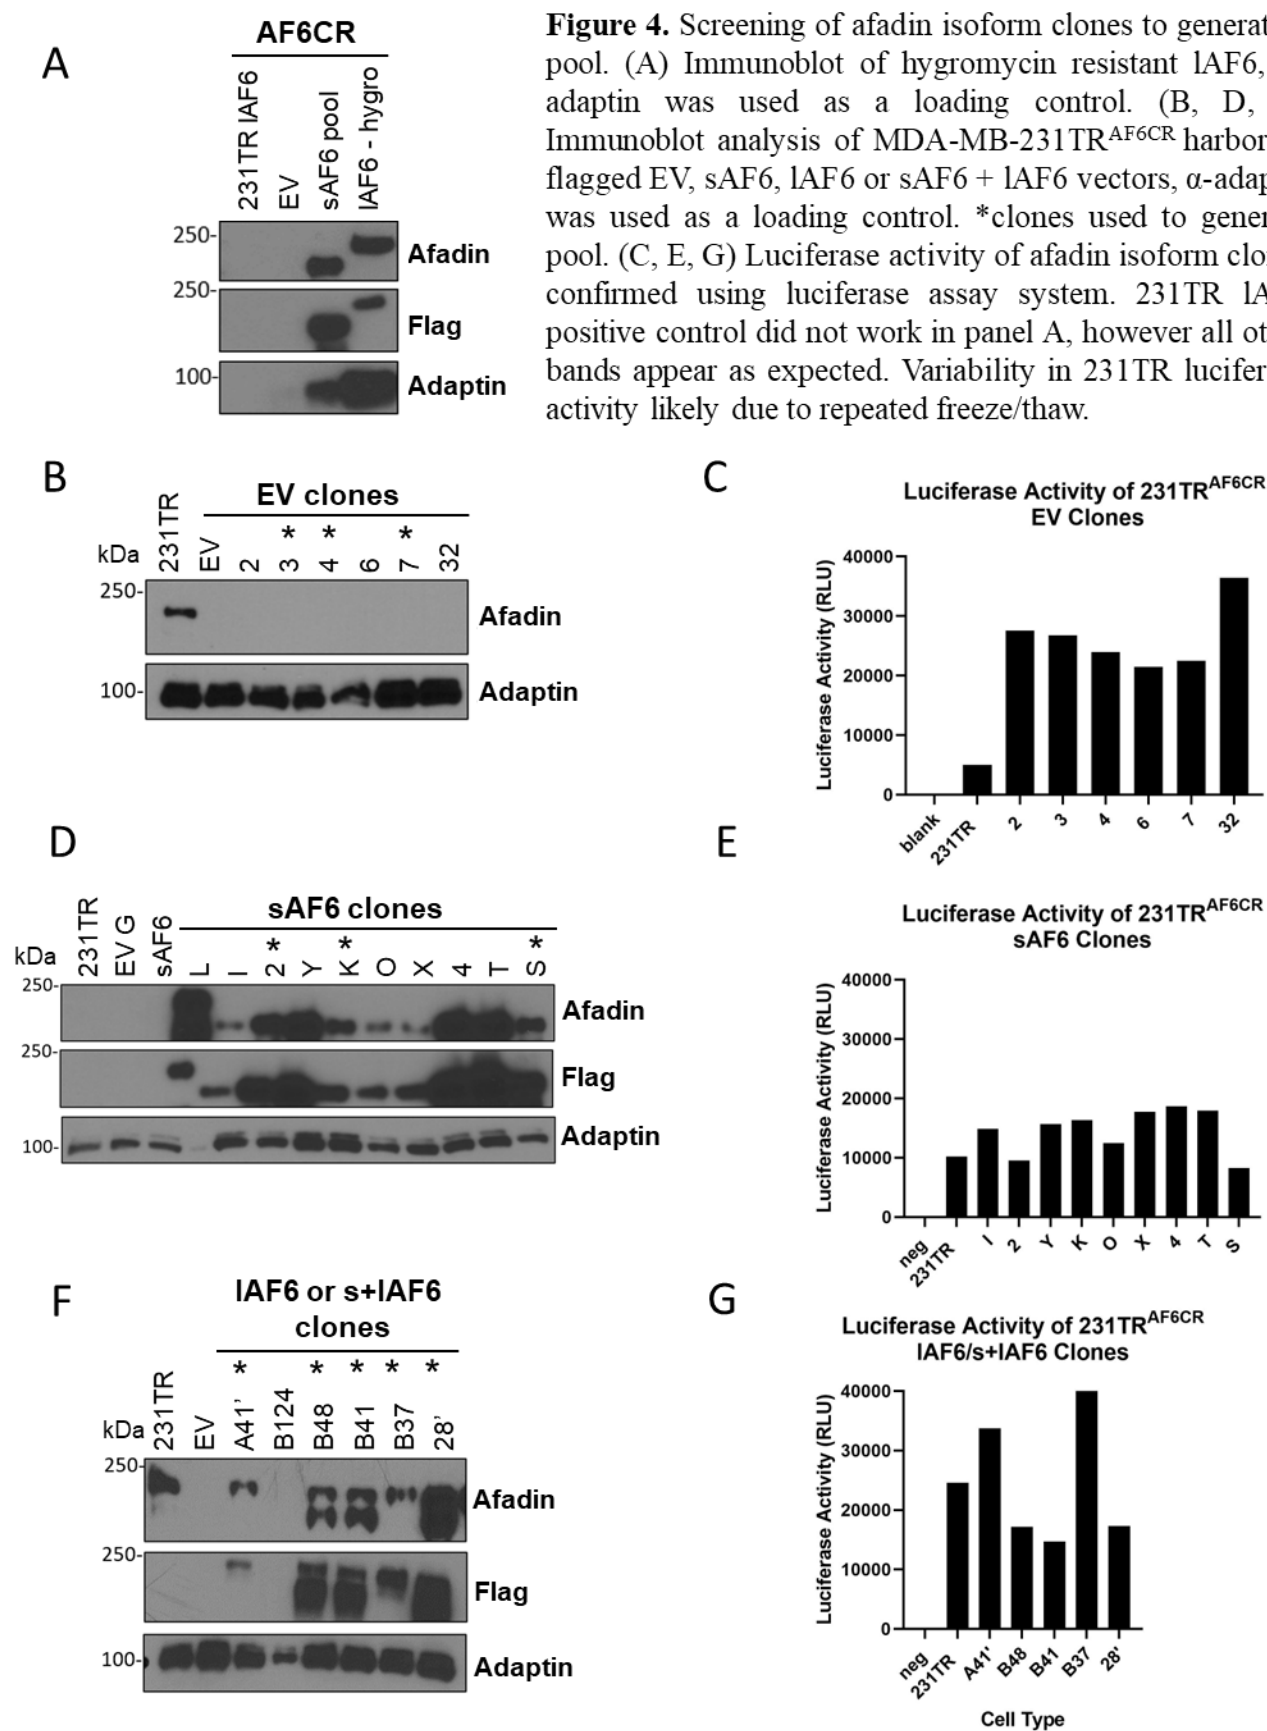 A
AF6CR
231TR lAF6
EV
sAF6 pool
lAF6 - hygro
250-
Afadin
250-
Flag
100-
Adaptin
Figure 4. Screening of afadin isoform clones to generat
pool. (A) Immunoblot of hygromycin resistant lAF6,
adaptin was used as a loading control. (B, D,
Immunoblot analysis of MDA-MB-231TRAF6CR harbor
flagged EV, sAF6, lAF6 or sAF6 + lAF6 vectors, α-adap
was used as a loading control. *clones used to gener
pool. (C, E, G) Luciferase activity of afadin isoform clo
confirmed using luciferase assay system. 231TR lA
positive control did not work in panel A, however all ot
bands appear as expected. Variability in 231TR lucifer
activity likely due to repeated freeze/thaw.
B
EV clones
* * *
kDa
231TR
EV
2
3
4
6
7
32
250-
Afadin
100-
Adaptin
C
Luciferase Activity of 231TRAF6CR
EV Clones
Luciferase Activity (RLU)
40000
30000
20000
10000
0
blank
231TR
2
3
4
6
7
32
D
sAF6 clones
* * *
kDa
231TR
EV G
sAF6
L
I
2
Y
K
O
X
4
T
S
250-
Afadin
250-
Flag
100-
Adaptin
E
Luciferase Activity of 231TRAF6CR
sAF6 Clones
Luciferase Activity (RLU)
40000
30000
20000
10000
0
neg
231TR
I
2
Y
K
O
X
4
T
S
F
lAF6 or s+lAF6
clones
* * * * *
kDa
231TR
EV
A41'
B124
B48
B41
B37
28'
250-
Afadin
250-
Flag
100-
Adaptin
G
Luciferase Activity of 231TRAF6CR
lAF6/s+lAF6 Clones
Luciferase Activity (RLU)
40000
30000
20000
10000
0
neg
231TR
A41'
B48
B41
B37
28'
Cell Type